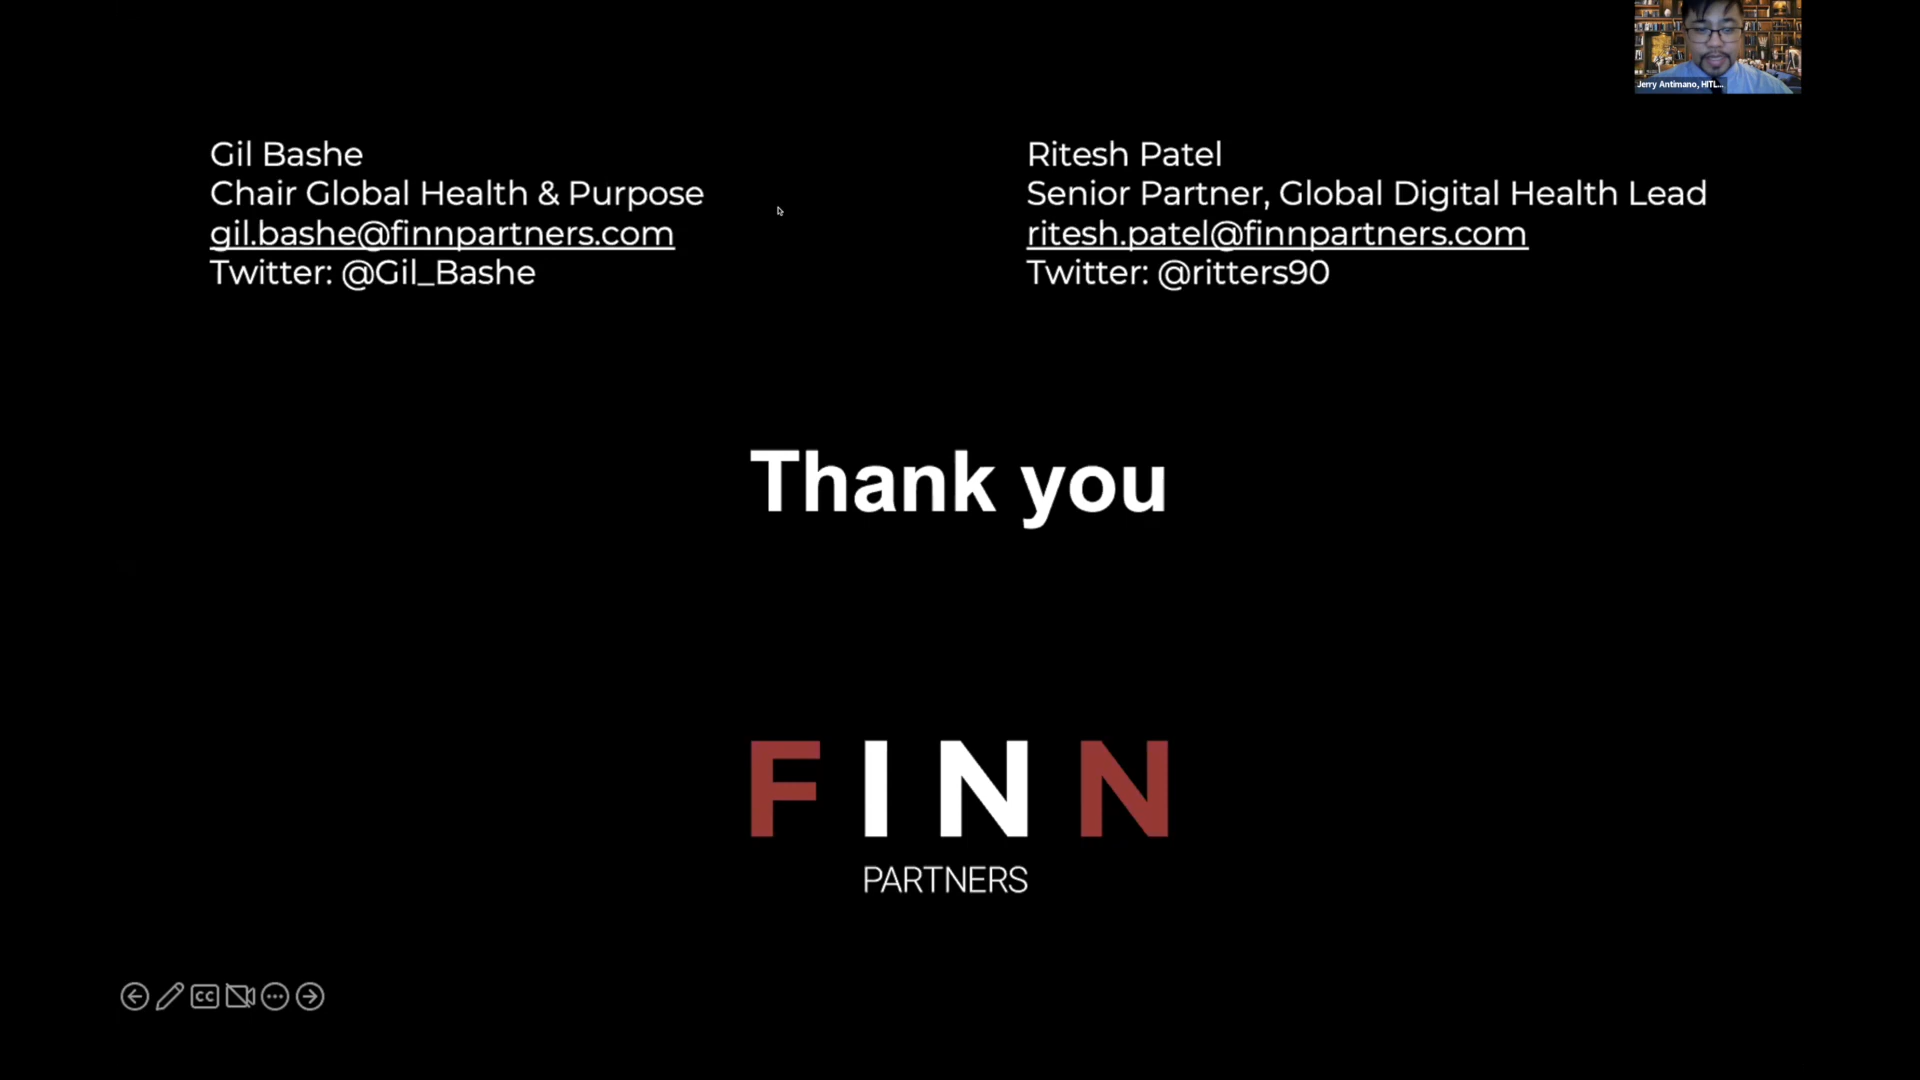 Jerry Antimano, HITL...
Gil Bashe
Chair Global Health & Purpose
gil.bashe@finnpartners.com
Twitter: @Gil_Bashe
Ritesh Patel
Senior Partner, Global Digital Health Lead
ritesh.patel@finnpartners.com
Twitter: @ritters90
Thank you
FINN
PARTNERS
CC